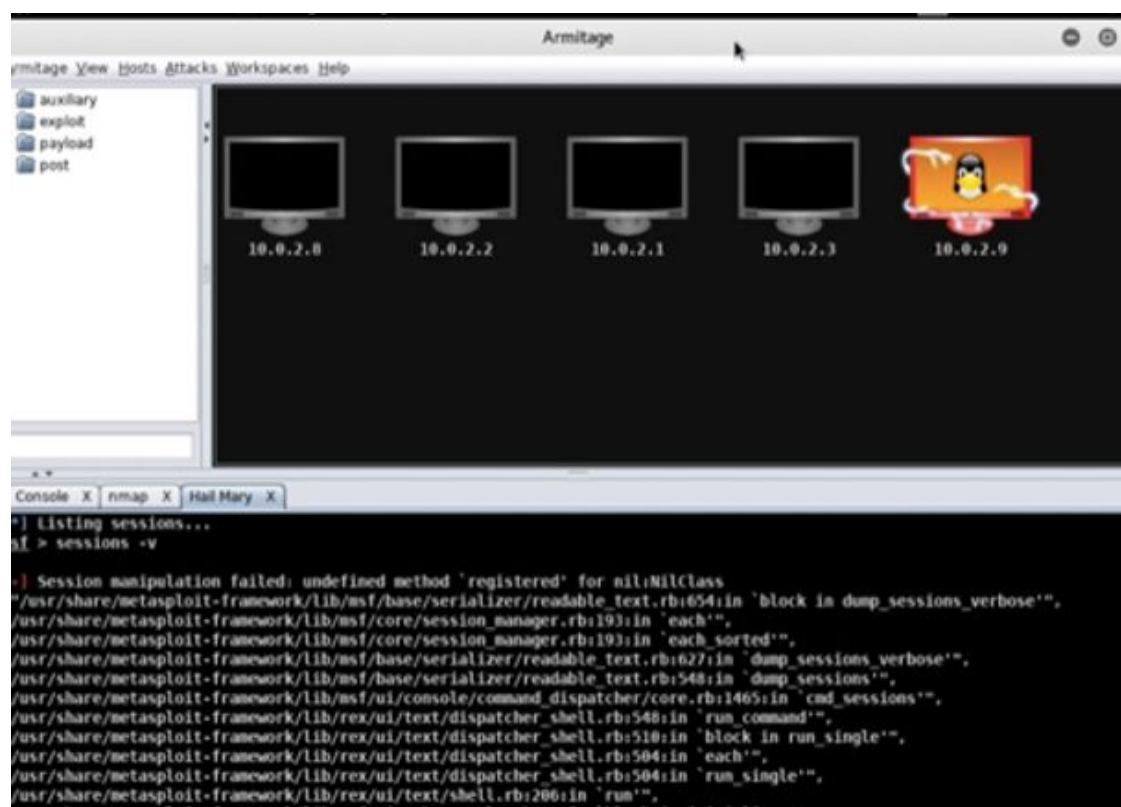 Armitage
rmitage View Hosts Attacks Workspaces Help
auxiliary
exploit
payload
post
10.0.2.8
10.0.2.2
10.0.2.1
10.0.2.3
10.0.2.9
Console X nmap X Hail Mary X
*] Listing sessions...
sf > sessions -v
-] Session manipulation failed: undefined method `registered' for nil:NilClass
"/usr/share/metasploit-framework/lib/msf/base/serializer/readable_text.rb:654:in `block in dump_sessions_verbose'",
/usr/share/metasploit-framework/lib/msf/core/session_manager.rb:193:in `each'",
/usr/share/metasploit-framework/lib/msf/core/session_manager.rb:193:in `each_sorted'",
/usr/share/metasploit-framework/lib/msf/base/serializer/readable_text.rb:627:in `dump_sessions_verbose'",
/usr/share/metasploit-framework/lib/msf/base/serializer/readable_text.rb:548:in `dump_sessions'",
/usr/share/metasploit-framework/lib/msf/ui/console/command_dispatcher/core.rb:1465:in `cmd_sessions'",
/usr/share/metasploit-framework/lib/rex/ui/text/dispatcher_shell.rb:548:in `run_command'",
/usr/share/metasploit-framework/lib/rex/ui/text/dispatcher_shell.rb:510:in `block in run_single'",
/usr/share/metasploit-framework/lib/rex/ui/text/dispatcher_shell.rb:504:in `each'",
/usr/share/metasploit-framework/lib/rex/ui/text/dispatcher_shell.rb:504:in `run_single'",
/usr/share/metasploit-framework/lib/rex/ui/text/shell.rb:206:in `run'",